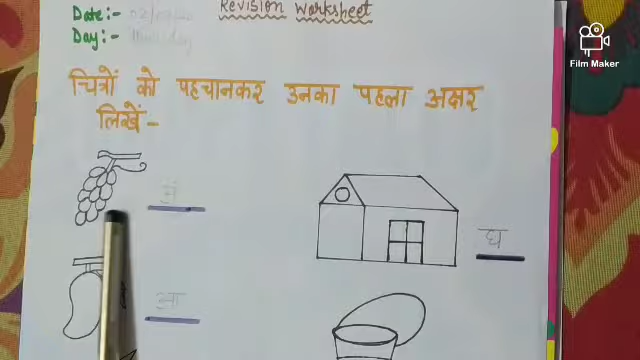 Revision Worksheet
Date:-
Day:-
चित्रों को पहचानकर उनका पहला अक्षर
लिखें-
घ
आ
Film Maker